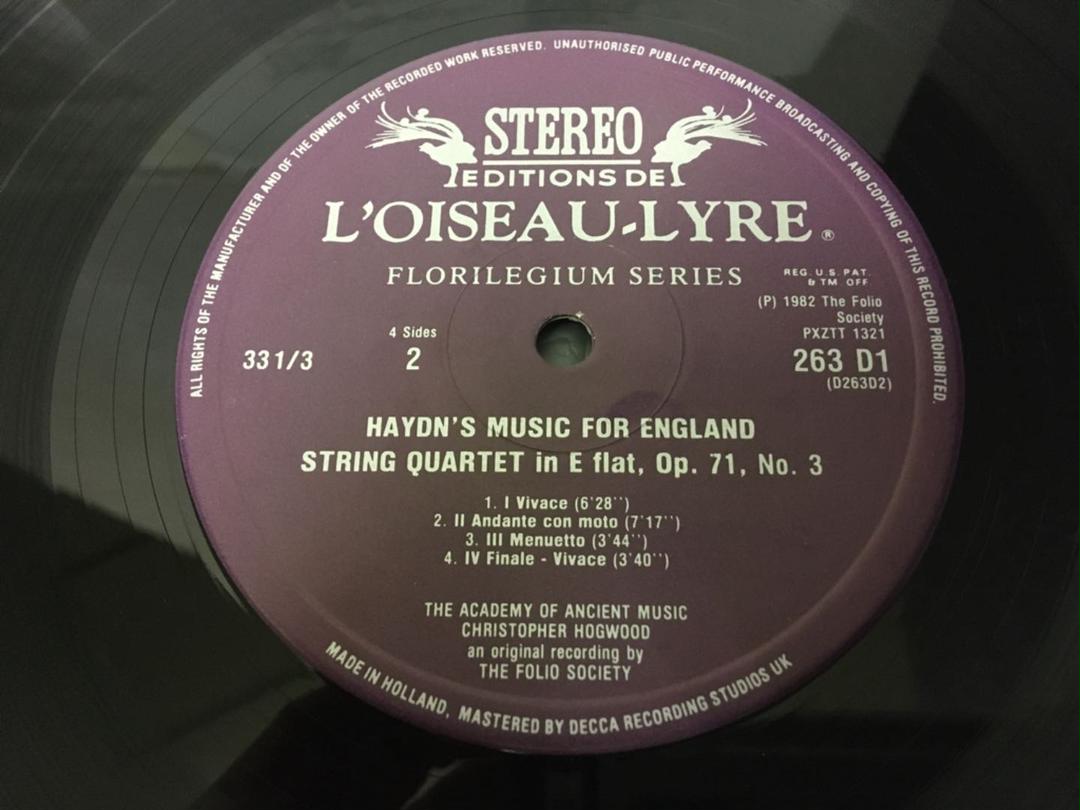 ALL RIGHTS OF THE MANUFACTURER AND OF THE OWNER OF THE RECORDED WORK RESERVED. UNAUTHORISED PUBLIC PERFORMANCE BROADCASTING AND COPYING OF THIS RECORD PROHIBITED.
STEREO
EDITIONS DE
L'OISEAU-LYRE ®
FLORILEGIUM SERIES
REG. U.S. PAT.
& TM OFF.
(P) 1982 The Folio
Society
PXZTT 1321
4 Sides
33 1/3
2
263 D1
(D263D2)
HAYDN'S MUSIC FOR ENGLAND
STRING QUARTET in E flat, Op. 71, No. 3
1. I Vivace (6'28'')
2. II Andante con moto (7'17'')
3. III Menuetto (3'44'')
4. IV Finale - Vivace (3'40'')
THE ACADEMY OF ANCIENT MUSIC
CHRISTOPHER HOGWOOD
an original recording by
THE FOLIO SOCIETY
MADE IN HOLLAND, MASTERED BY DECCA RECORDING STUDIOS UK